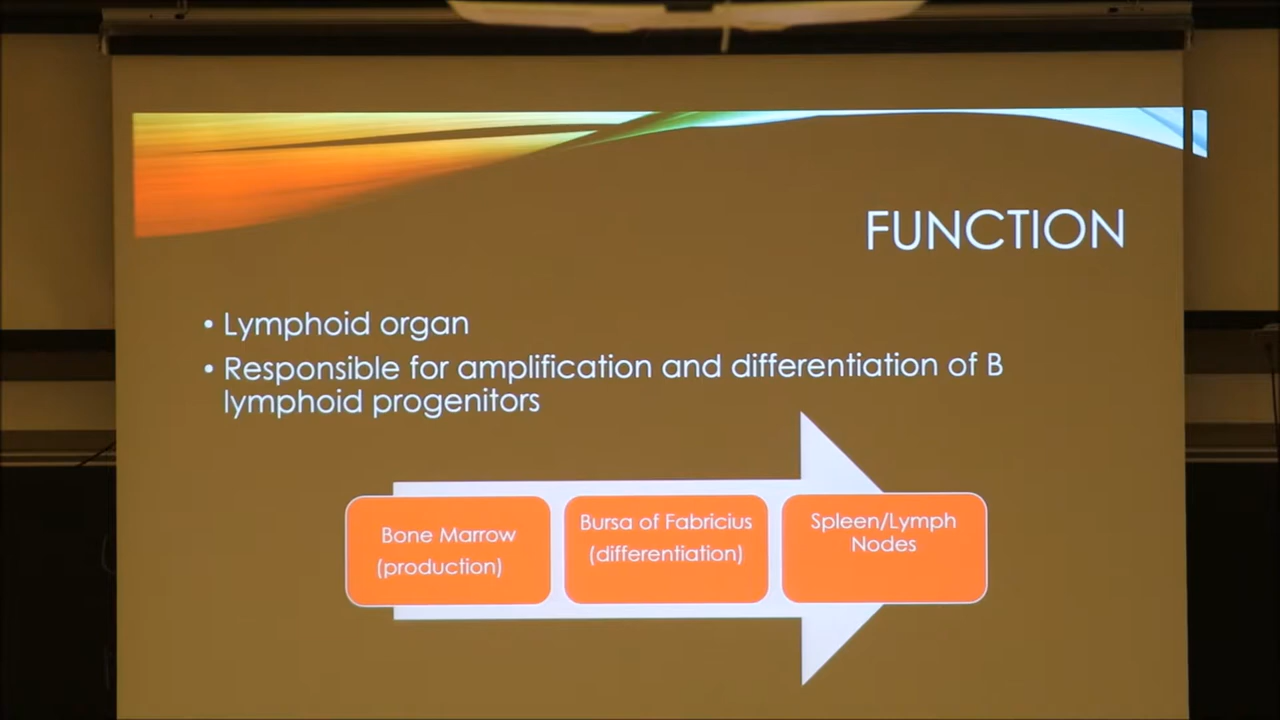 FUNCTION
• Lymphoid organ
• Responsible for amplification and differentiation of B
lymphoid progenitors
Bone Marrow
(production)
Bursa of Fabricius
(differentiation)
Spleen/Lymph
Nodes